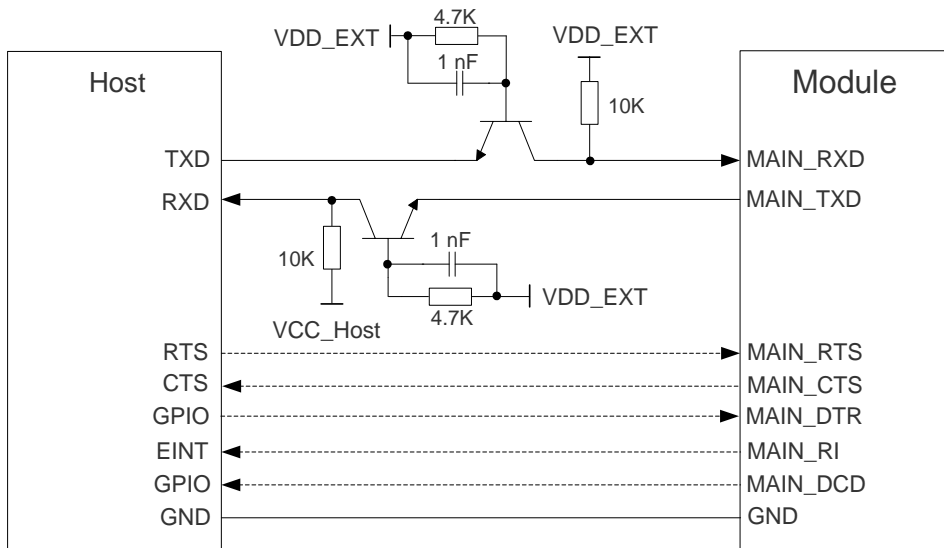 4.7K
VDD_EXT
VDD_EXT
1 nF
Host
Module
10K
TXD
MAIN_RXD
RXD
MAIN_TXD
1 nF
10K
VDD_EXT
4.7K
VCC_Host
RTS
MAIN_RTS
CTS
MAIN_CTS
GPIO
MAIN_DTR
EINT
MAIN_RI
GPIO
MAIN_DCD
GND
GND